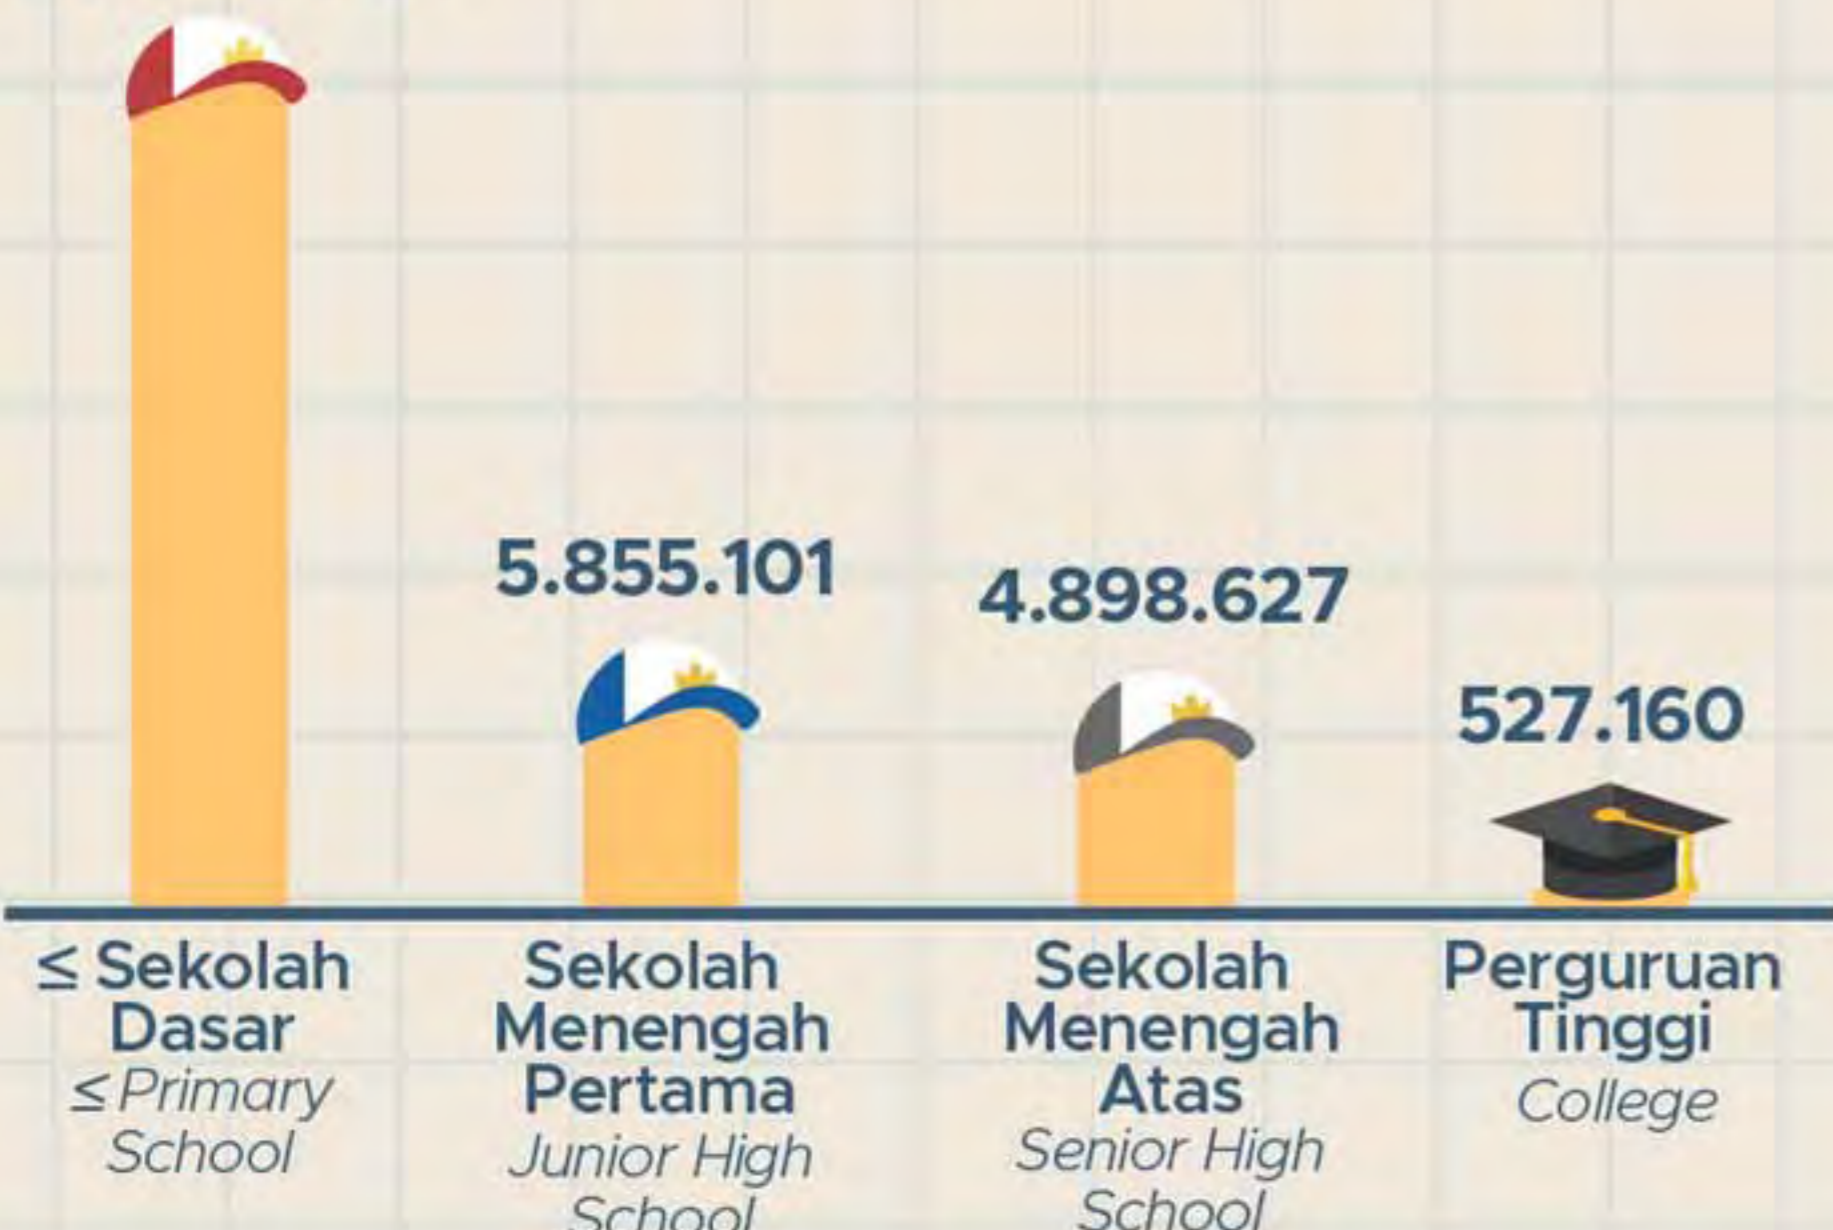 5.855.101
4.898.627
527.160
≤ Sekolah
Dasar
≤ Primary
School
Sekolah
Menengah
Pertama
Junior High
School
Sekolah
Menengah
Atas
Senior High
School
Perguruan
Tinggi
College